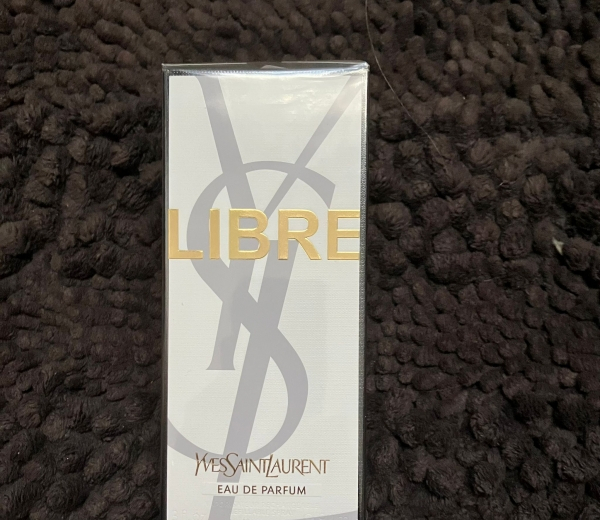 LIBRE
YVESSAINTLAURENT
EAU DE PARFUM